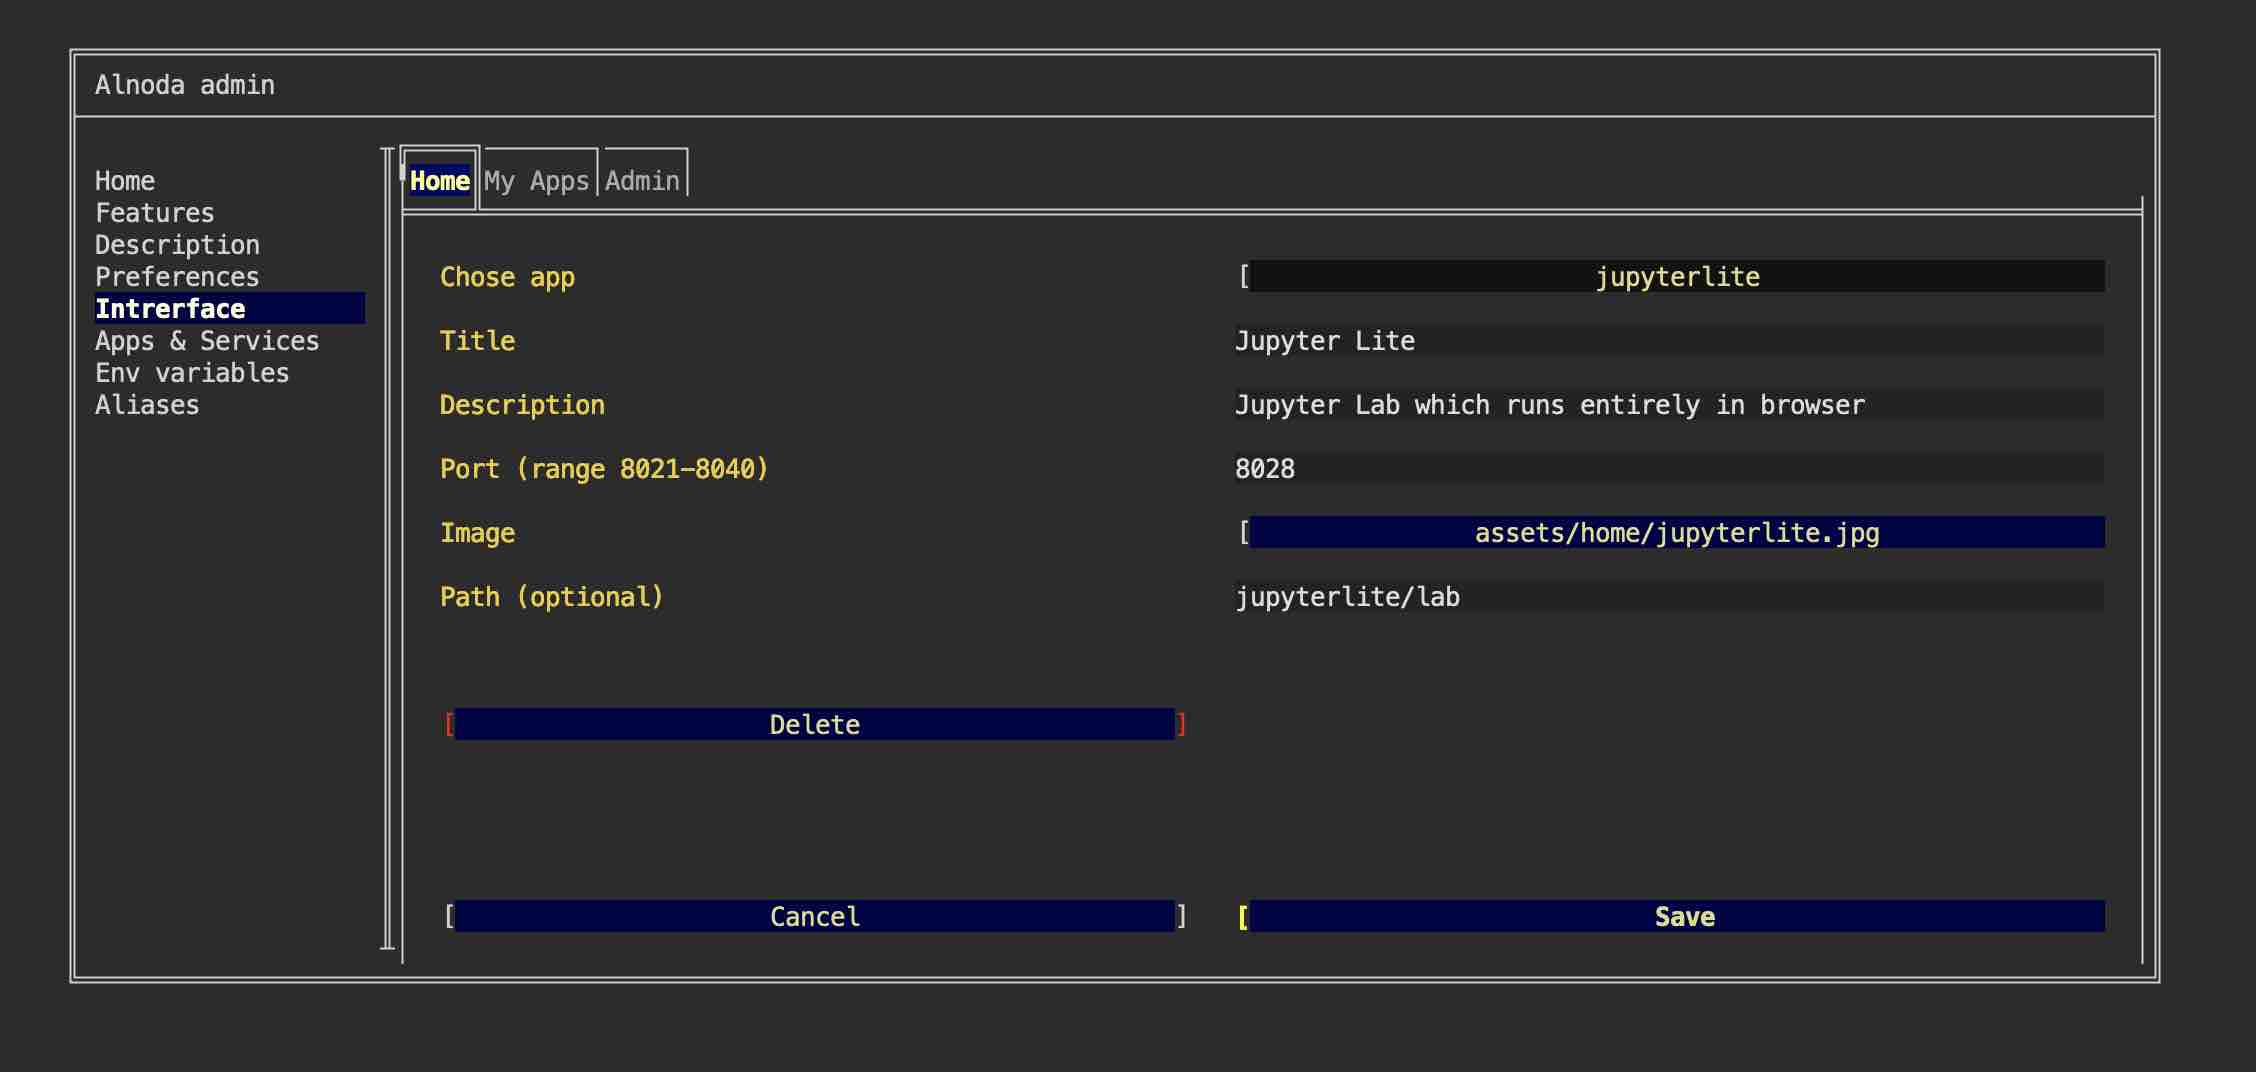 Alnoda admin
Home
Features
Description
Preferences
Intrerface
Apps & Services
Env variables
Aliases
Home My Apps Admin
Chose app [ jupyterlite
Title Jupyter Lite
Description Jupyter Lab which runs entirely in browser
Port (range 8021-8040) 8028
Image [ assets/home/jupyterlite.jpg
Path (optional) jupyterlite/lab
[ Delete ]
[ Cancel ] [ Save